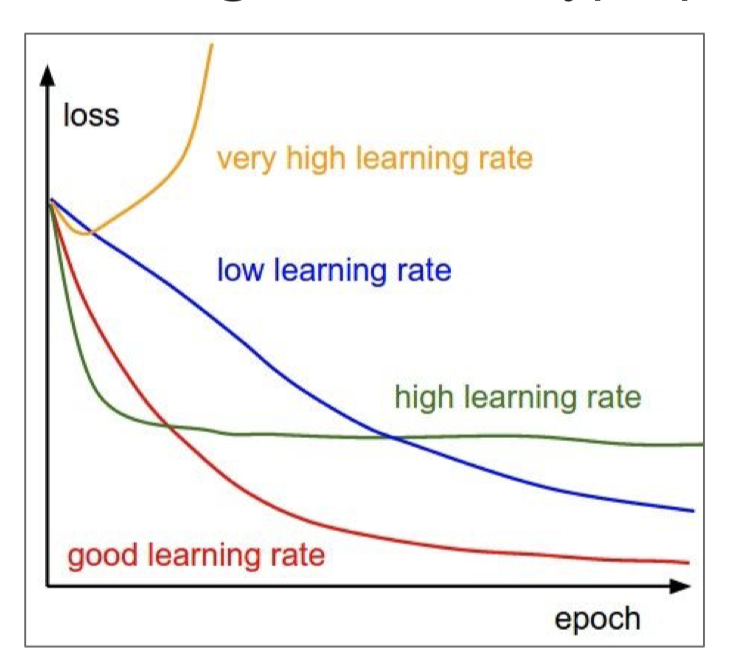 loss
very high learning rate
low learning rate
high learning rate
good learning rate
epoch